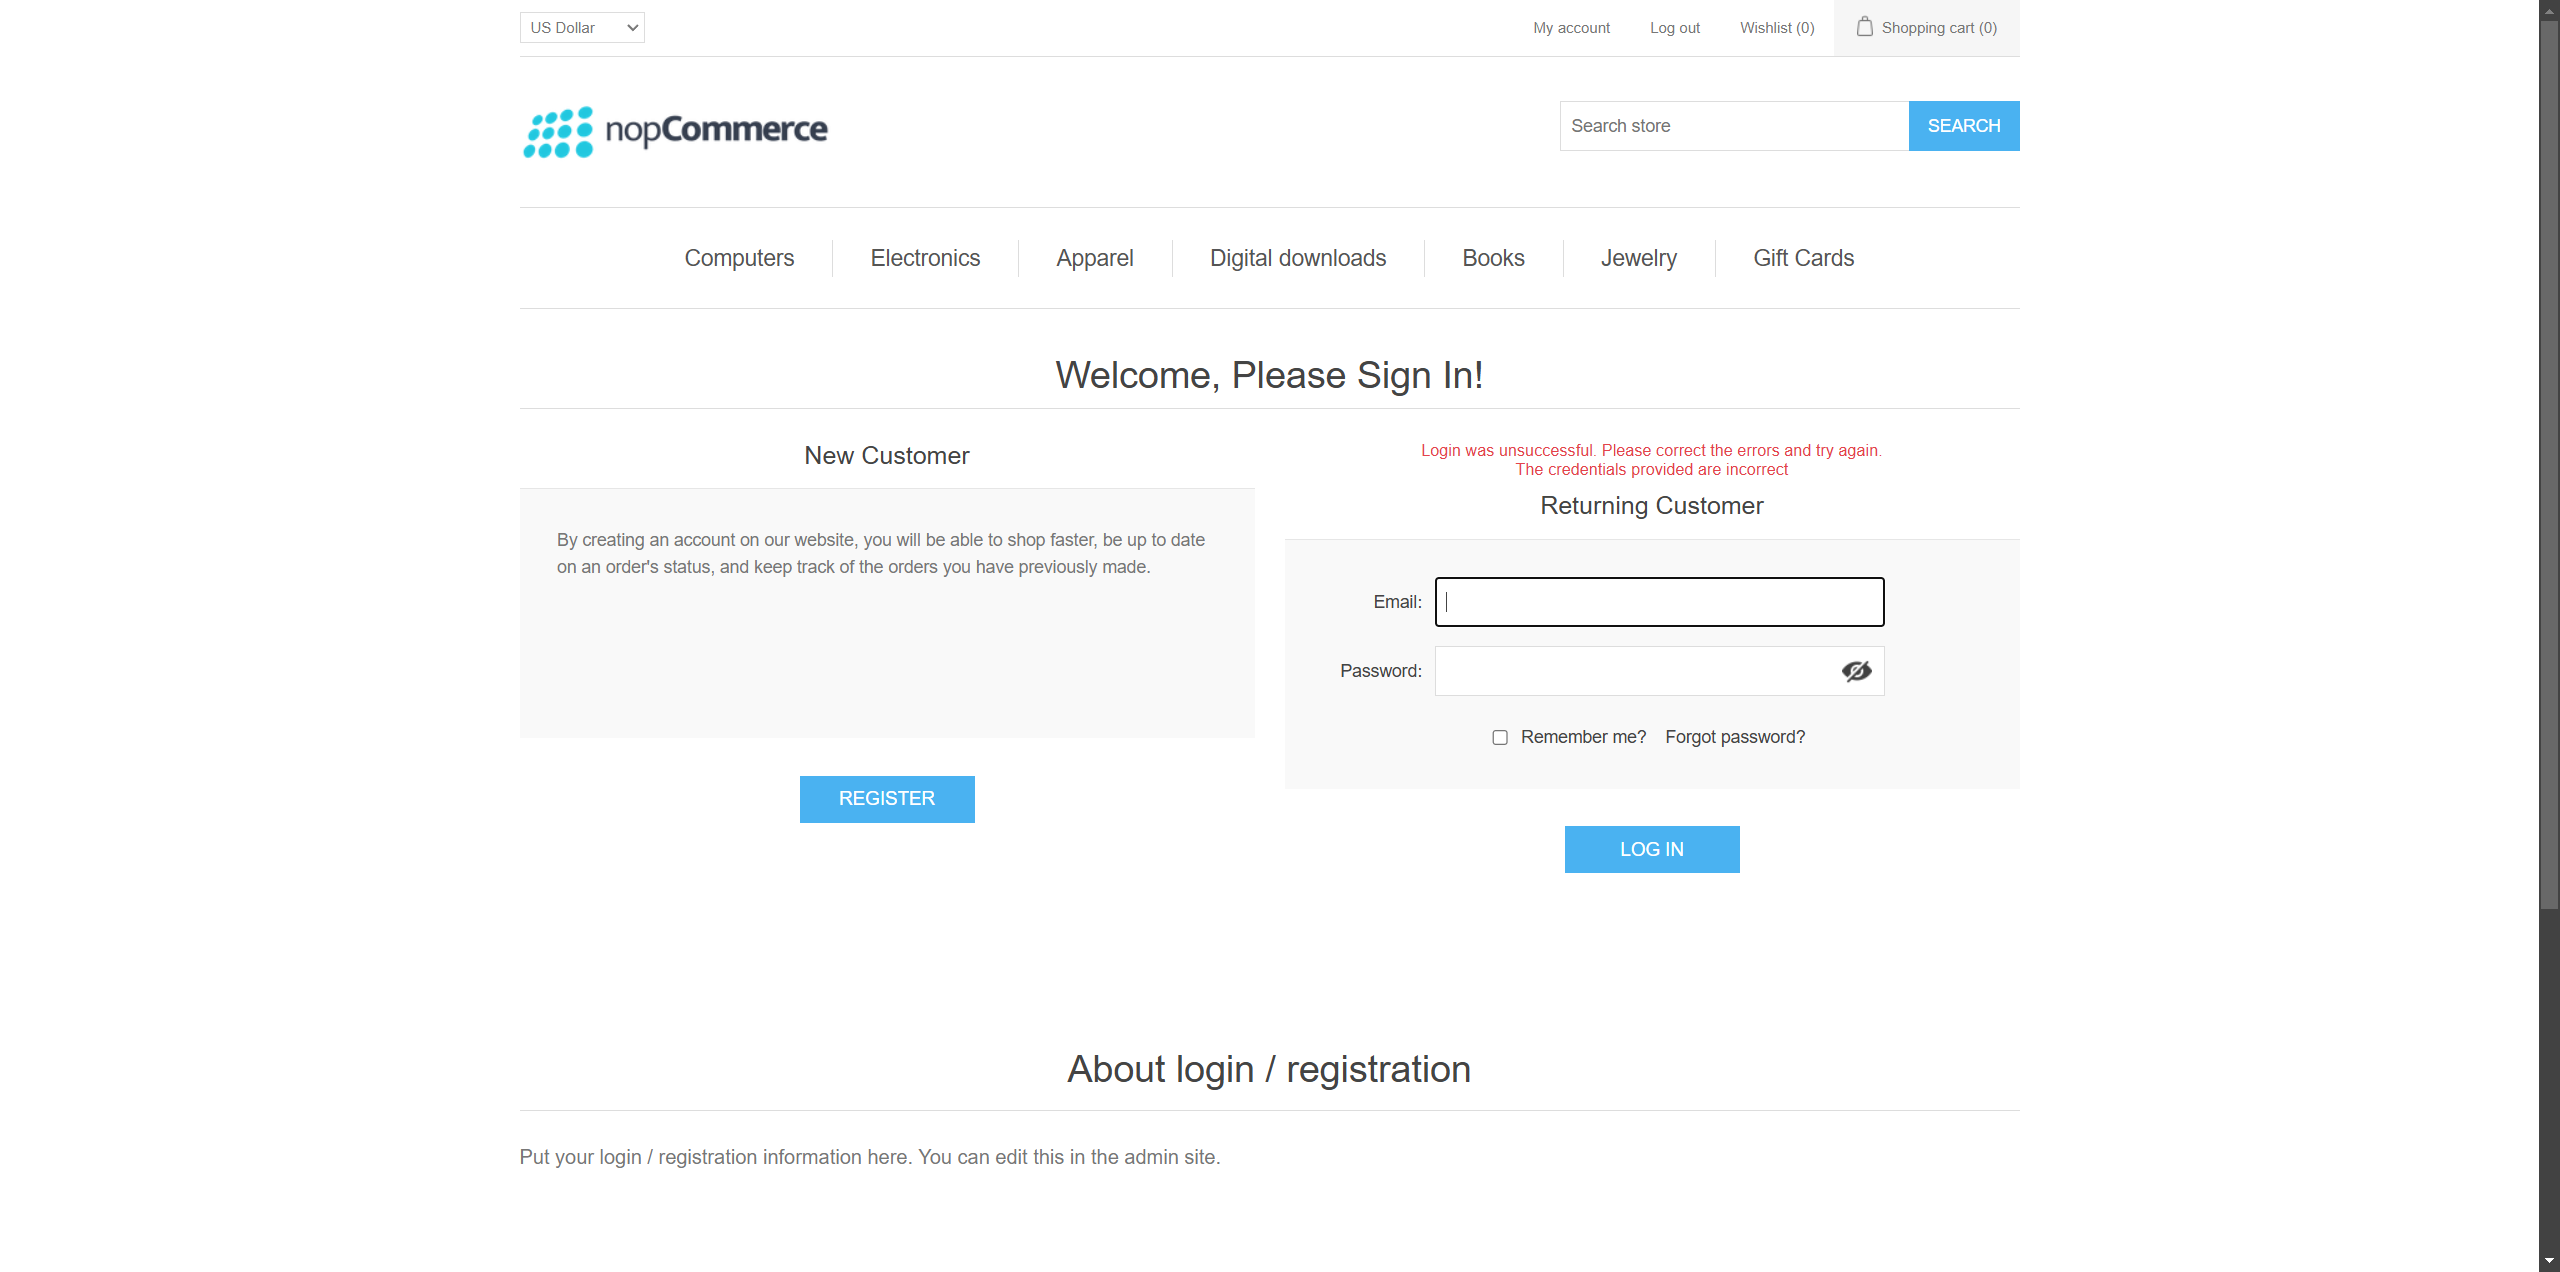 US Dollar
My account
Log out
Wishlist (0)
Shopping cart (0)
nopCommerce
Search store
SEARCH
Computers
Electronics
Apparel
Digital downloads
Books
Jewelry
Gift Cards
Welcome, Please Sign In!
New Customer
By creating an account on our website, you will be able to shop faster, be up to date
on an order's status, and keep track of the orders you have previously made.
REGISTER
Login was unsuccessful. Please correct the errors and try again.
The credentials provided are incorrect
Returning Customer
Email:
Password:
Remember me?
Forgot password?
LOG IN
About login / registration
Put your login / registration information here. You can edit this in the admin site.